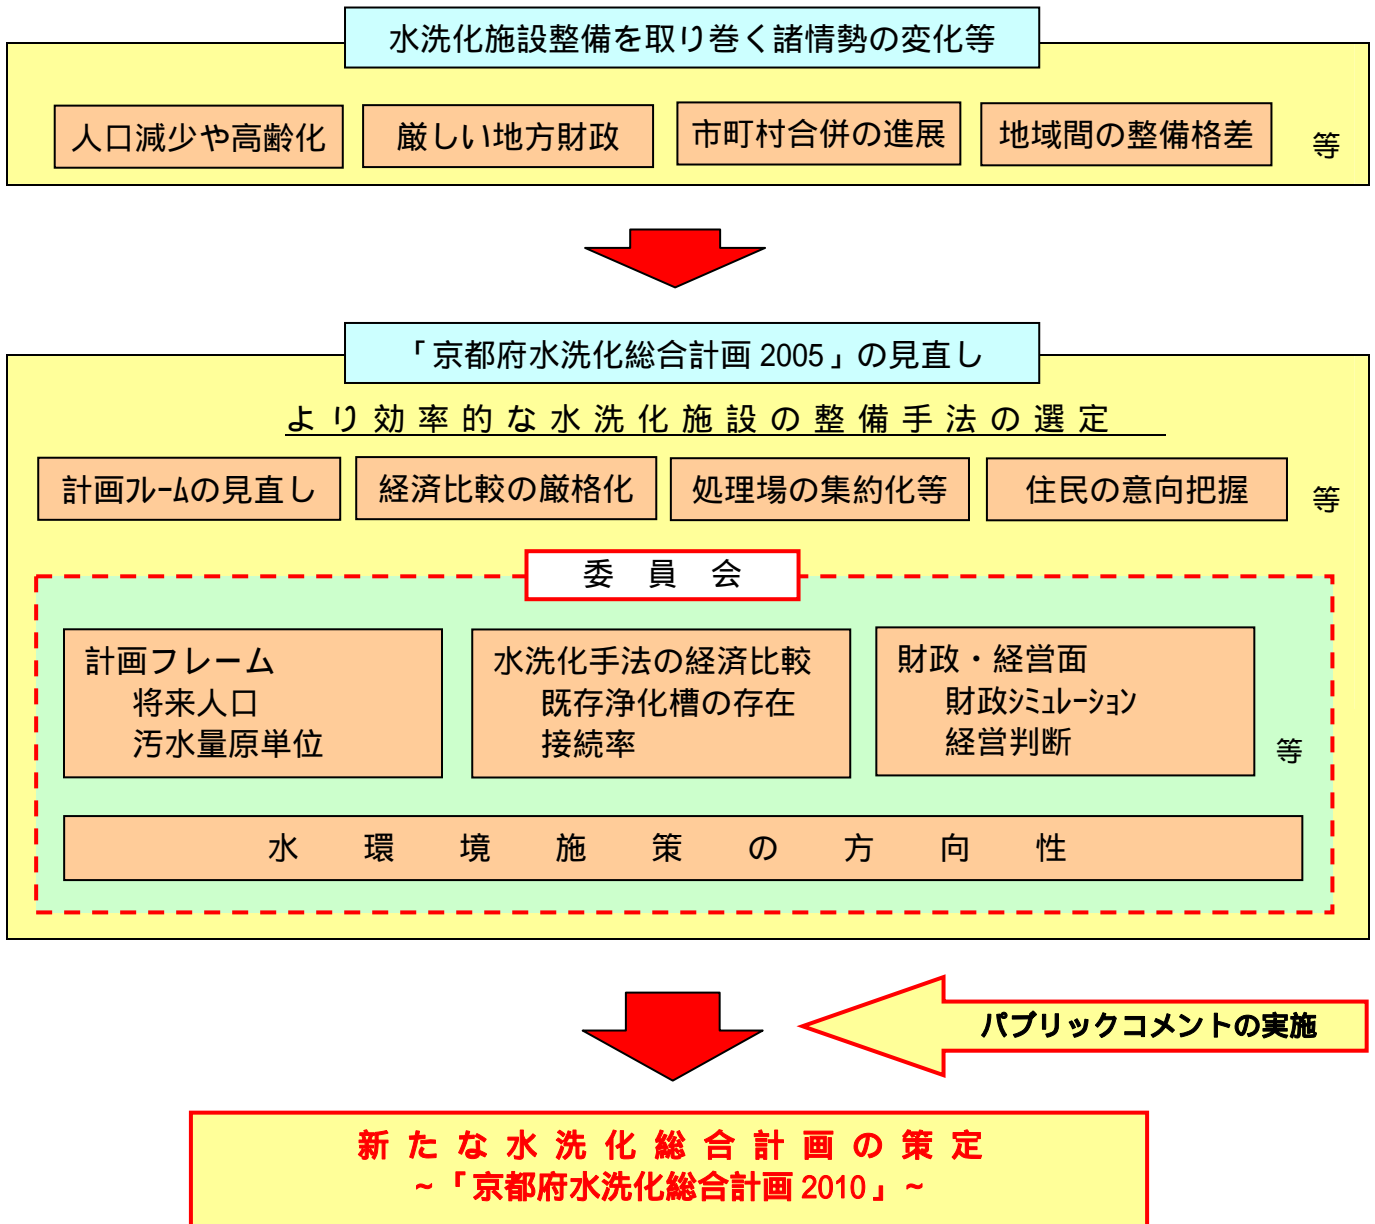 水洗化施設整備を取り巻く諸情勢の変化等
人口減少や高齢化
厳しい地方財政
市町村合併の進展
地域間の整備格差
等
「京都府水洗化総合計画 2005」の見直し
より効率的な水洗化施設の整備手法の選定
計画ﾌﾚｰﾑの見直し
経済比較の厳格化
処理場の集約化等
住民の意向把握
等
委員会
計画フレーム
将来人口
汚水量原単位
水洗化手法の経済比較
既存浄化槽の存在
接続率
財政・経営面
財政ｼﾐｭﾚｰｼｮﾝ
経営判断
等
水環境施策の方向性
パブリックコメントの実施
新たな水洗化総合計画の策定
~「京都府水洗化総合計画 2010」~